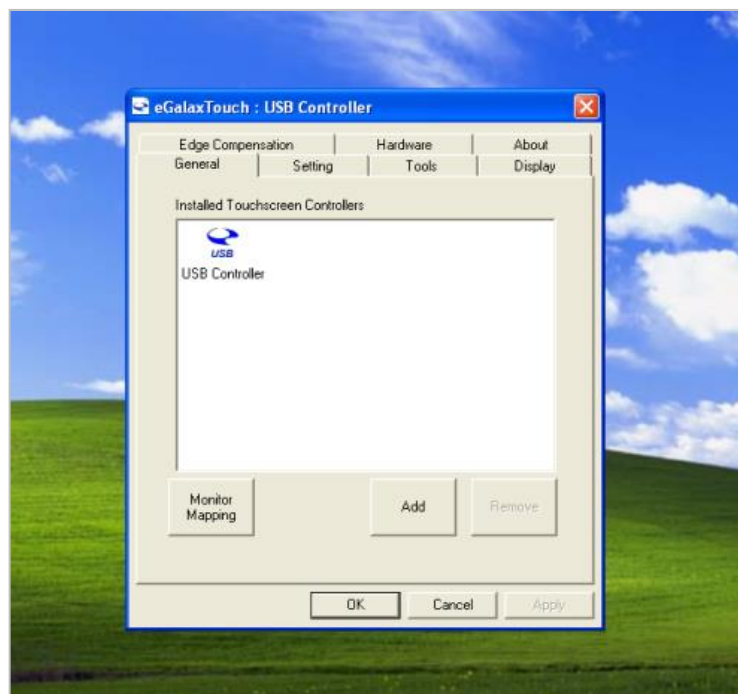 eGalaxTouch : USB Controller
Edge Compensation Hardware About
General Setting Tools Display
Installed Touchscreen Controllers
USB
USB Controller
Monitor
Mapping
Add
Remove
OK Cancel Apply